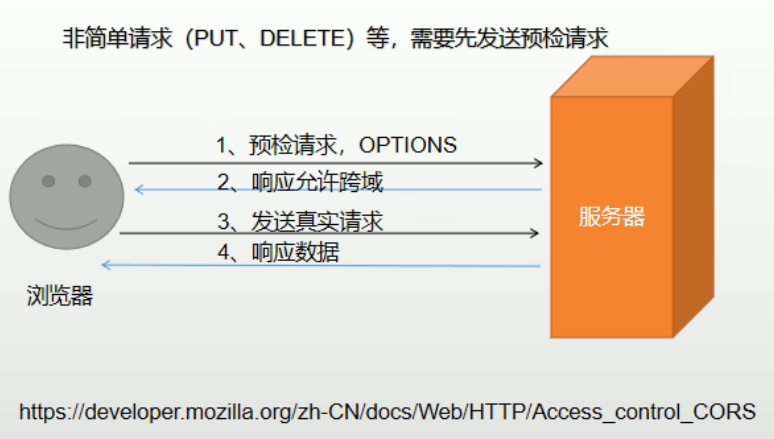 非简单请求（PUT、DELETE）等，需要先发送预检请求
1、预检请求，OPTIONS
2、响应允许跨域
3、发送真实请求
4、响应数据
服务器
浏览器
https://developer.mozilla.org/zh-CN/docs/Web/HTTP/Access_control_CORS